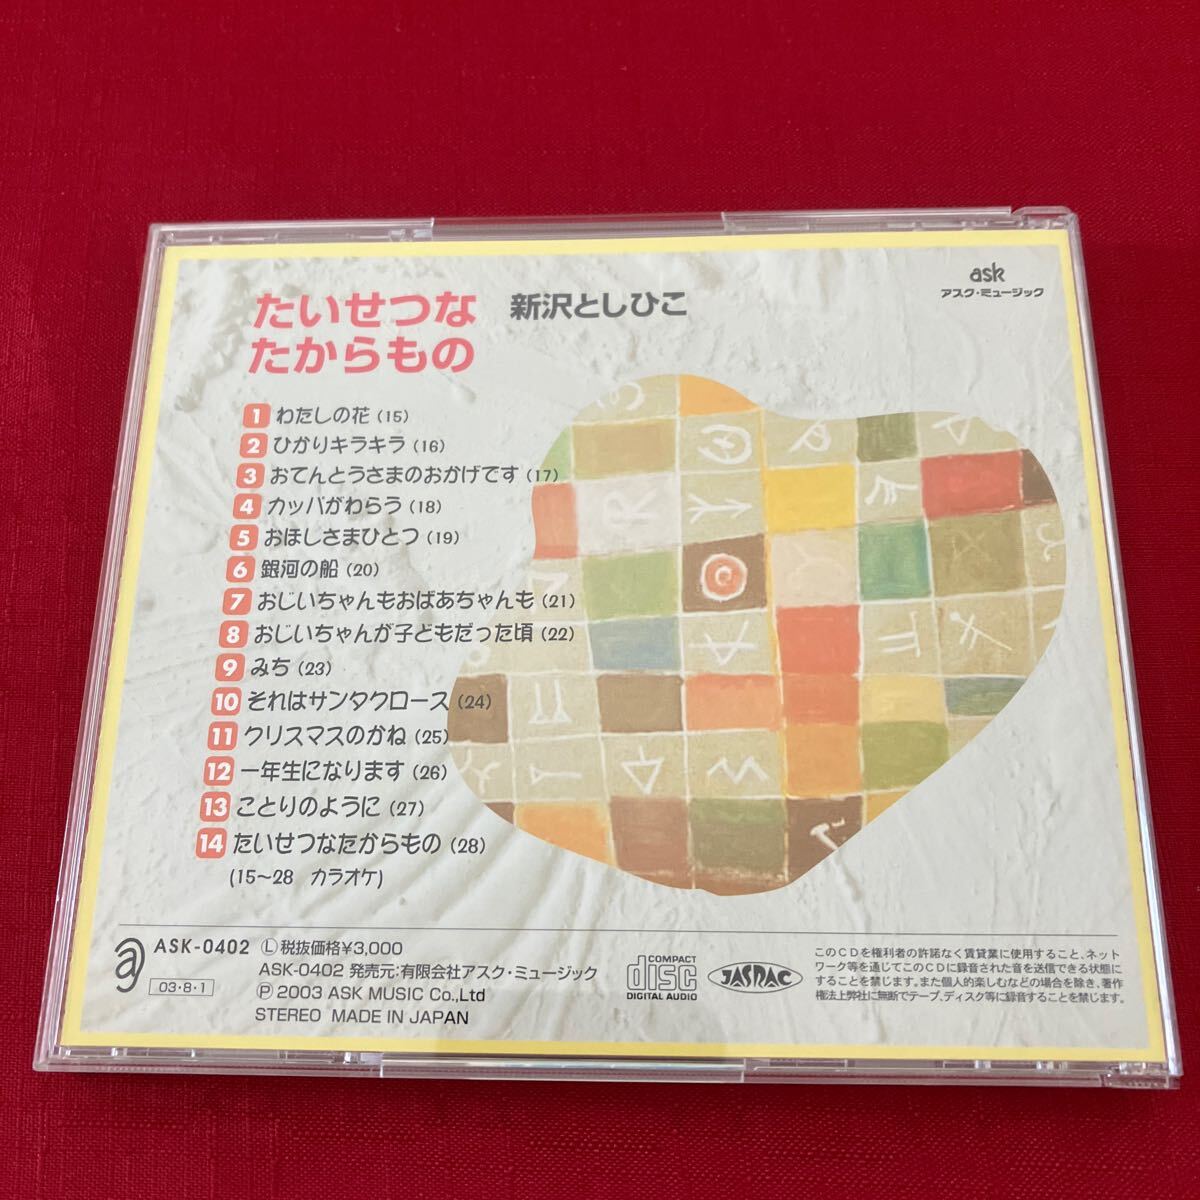 たいせつな
たからもの
新沢としひこ
ask
アスク・ミュージック
1 わたしの花 (15)
2 ひかりキラキラ (16)
3 おてんとうさまのおかげです (17)
4 カッパがわらう (18)
5 おほしさまひとつ (19)
6 銀河の船 (20)
7 おじいちゃんもおばあちゃんも (21)
8 おじいちゃんが子どもだった頃 (22)
9 みち (23)
10 それはサンタクロース (24)
11 クリスマスのかね (25)
12 一年生になります (26)
13 ことりのように (27)
14 たいせつなたからもの (28)
(15~28 カラオケ)
a ASK-0402 Ⓛ税抜価格¥3,000
03・8・1
ASK-0402 発売元:有限会社アスク・ミュージック
Ⓟ 2003 ASK MUSIC Co.,Ltd
STEREO MADE IN JAPAN
COMPACT
disc
DIGITAL AUDIO
JASRAC
このCDを権利者の許諾なく賃貸業に使用すること、ネット
ワーク等を通じてこのCDに録音された音を送信できる状態に
することを禁じます。また個人的楽しむなどの場合を除き、著作
権法上弊社に無断でテープ、ディスク等に録音することを禁じます。